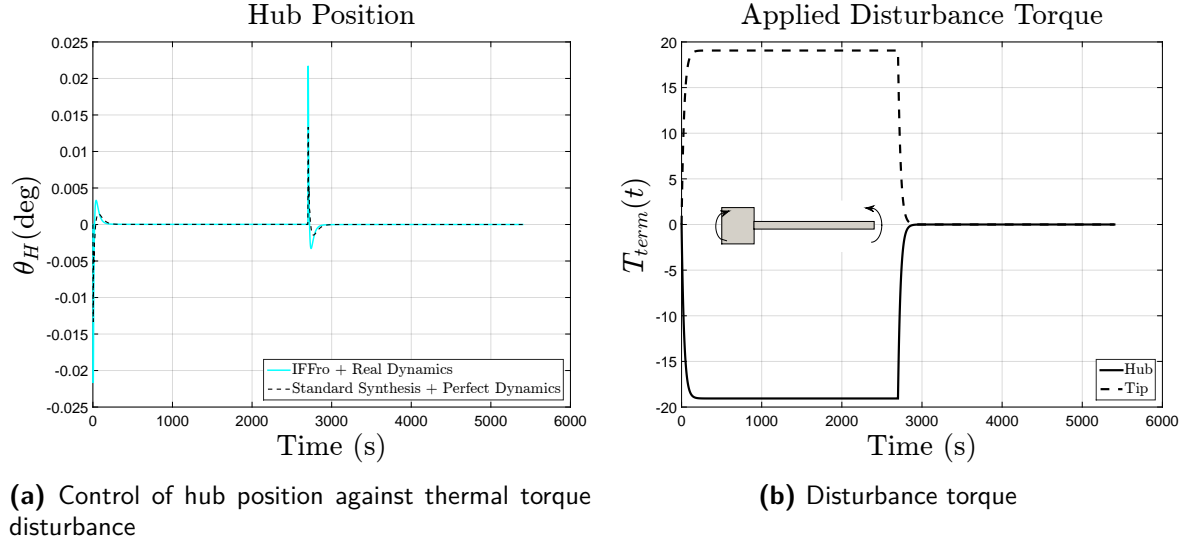 Hub Position
0.025
0.02
0.015
0.01
0.005
0
-0.005
-0.01
-0.015
-0.02
-0.025
θ_H(deg)
0 1000 2000 3000 4000 5000 6000
Time (s)
IFFro + Real Dynamics
Standard Synthesis + Perfect Dynamics
(a) Control of hub position against thermal torque
disturbance
Applied Disturbance Torque
20
15
10
5
0
-5
-10
-15
-20
T_term(t)
0 1000 2000 3000 4000 5000 6000
Time (s)
Hub
Tip
(b) Disturbance torque